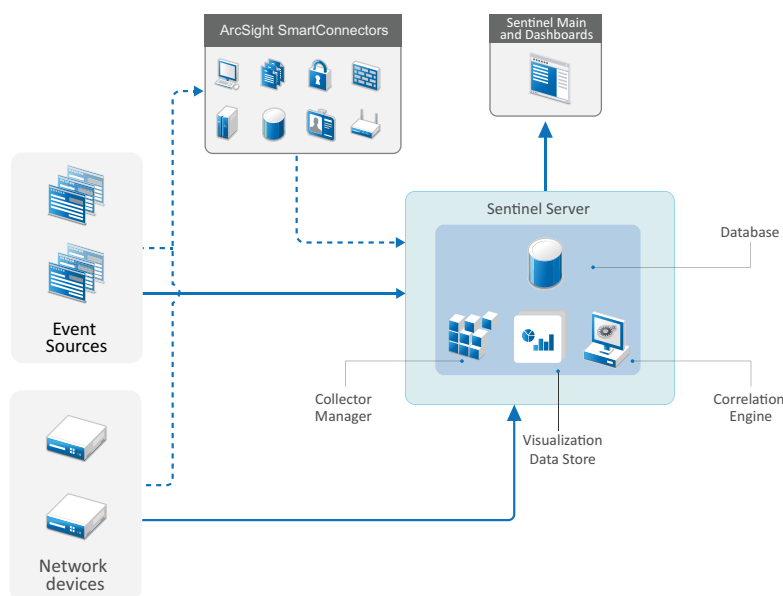 ArcSight SmartConnectors
Sentinel Main
and Dashboards
Sentinel Server
Database
Event
Sources
Collector
Manager
Visualization
Data Store
Correlation
Engine
Network
devices